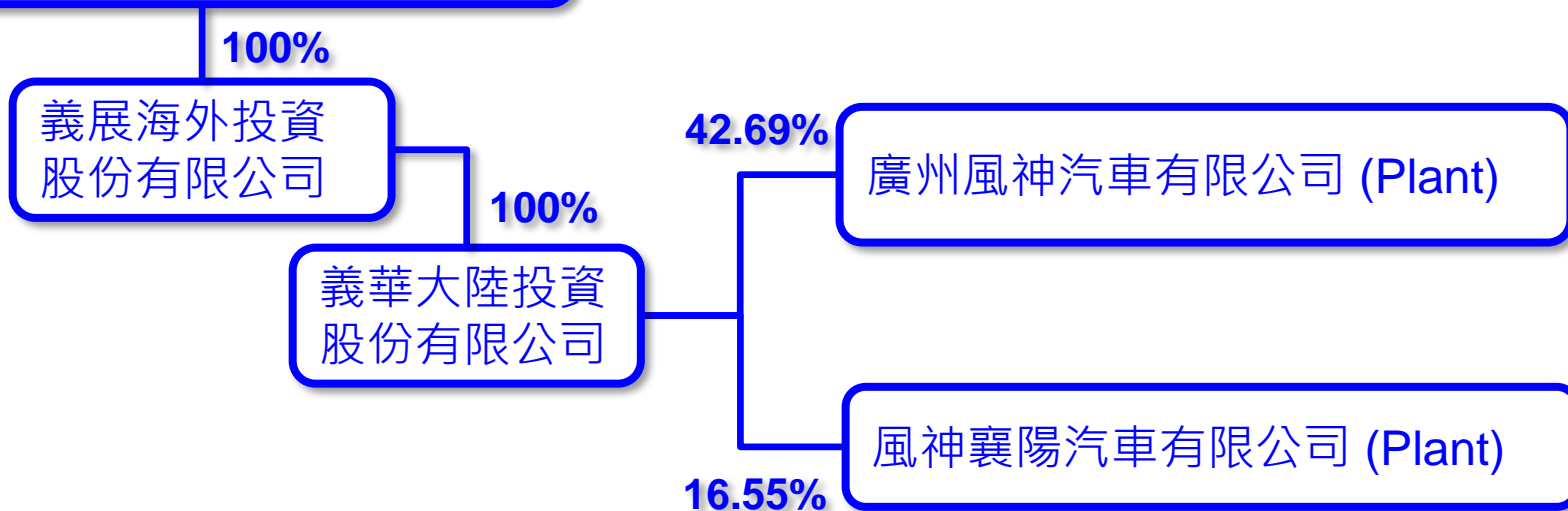 100%
義展海外投資
股份有限公司
100%
義華大陸投資
股份有限公司
42.69%
廣州風神汽車有限公司 (Plant)
風神襄陽汽車有限公司 (Plant)
16.55%